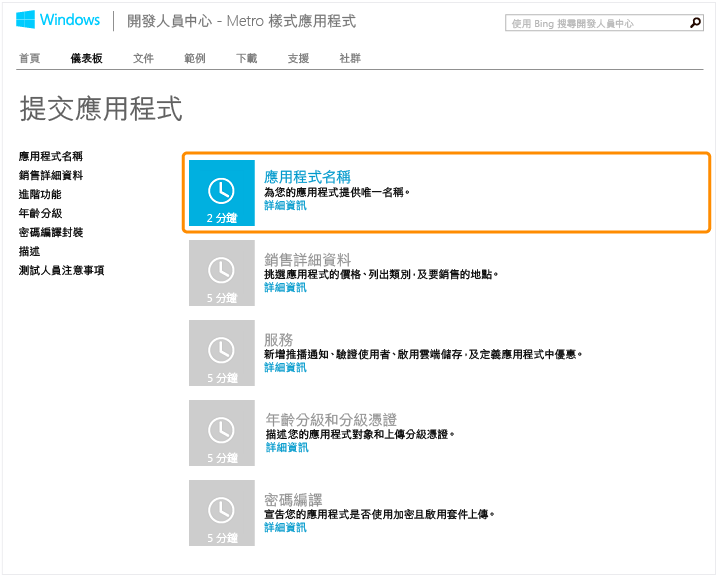 Windows
開發人員中心 - Metro 樣式應用程式
使用 Bing 搜尋開發人員中心
首頁 儀表板 文件 範例 下載 支援 社群
提交應用程式
應用程式名稱
銷售詳細資料
進階功能
年齡分級
密碼編譯封裝
描述
測試人員注意事項
應用程式名稱
為您的應用程式提供唯一名稱。
詳細資訊
2 分鐘
銷售詳細資料
挑選應用程式的價格、列出類別，及要銷售的地點。
詳細資訊
5 分鐘
服務
新增推播通知、驗證使用者、啟用雲端儲存，及定義應用程式中優惠。
詳細資訊
5 分鐘
年齡分級和分級憑證
描述您的應用程式對象和上傳分級憑證。
詳細資訊
5 分鐘
密碼編譯
宣告您的應用程式是否使用加密且啟用套件上傳。
詳細資訊
5 分鐘